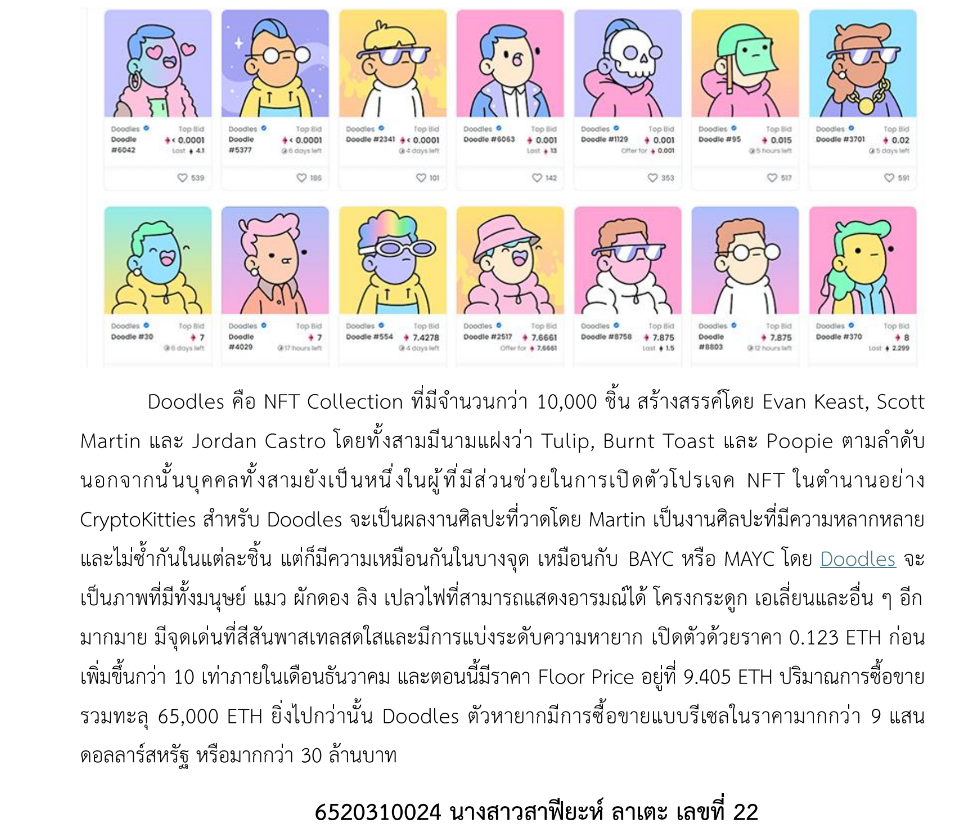 Doodles Top Bid
Doodle < 0.0001
#6042 Last 4.1
539
Doodles Top Bid
Doodle < 0.0001
#5377 6 days left
186
Doodles Top Bid
Doodle #2341 < 0.0001
4 days left
101
Doodles Top Bid
Doodle #6063 0.001
Last 13
142
Doodles Top Bid
Doodle #1129 0.001
Offer for 0.001
353
Doodles Top Bid
Doodle #95 0.015
5 hours left
517
Doodles Top Bid
Doodle #3701 0.02
5 days left
591
Doodles Top Bid
Doodle #30 7
6 days left
Doodles Top Bid
Doodle 7
#4029 17 hours left
Doodles Top Bid
Doodle #554 7.4278
4 days left
Doodles Top Bid
Doodle #2517 7.6661
Offer for 7.6661
Doodles Top Bid
Doodle #8758 7.875
Last 1.5
Doodles Top Bid
Doodle 7.875
#8803 12 hours left
Doodles Top Bid
Doodle #370 8
Last 2.299
Doodles คือ NFT Collection ที่มีจำนวนกว่า 10,000 ชิ้น สร้างสรรค์โดย Evan Keast, Scott
Martin และ Jordan Castro โดยทั้งสามมีนามแฝงว่า Tulip, Burnt Toast และ Poopie ตามลำดับ
นอกจากนั้นบุคคลทั้งสามยังเป็นหนึ่งในผู้ที่มีส่วนช่วยในการเปิดตัวโปรเจค NFT ในตำนานอย่าง
CryptoKitties สำหรับ Doodles จะเป็นผลงานศิลปะที่วาดโดย Martin เป็นงานศิลปะที่มีความหลากหลาย
และไม่ซ้ำกันในแต่ละชิ้น แต่ก็มีความเหมือนกันในบางจุด เหมือนกับ BAYC หรือ MAYC โดย Doodles จะ
เป็นภาพที่มีทั้งมนุษย์ แมว ผักดอง ลิง เปลวไฟที่สามารถแสดงอารมณ์ได้ โครงกระดูก เอเลี่ยนและอื่น ๆ อีก
มากมาย มีจุดเด่นที่สีสันพาสเทลสดใสและมีการแบ่งระดับความหายาก เปิดตัวด้วยราคา 0.123 ETH ก่อน
เพิ่มขึ้นกว่า 10 เท่าภายในเดือนธันวาคม และตอนนี้มีราคา Floor Price อยู่ที่ 9.405 ETH ปริมาณการซื้อขาย
รวมทะลุ 65,000 ETH ยิ่งไปกว่านั้น Doodles ตัวหายากมีการซื้อขายแบบรีเซลในราคามากกว่า 9 แสน
ดอลลาร์สหรัฐ หรือมากกว่า 30 ล้านบาท
6520310024 นางสาวสาฟียะห์ ลาเตะ เลขที่ 22